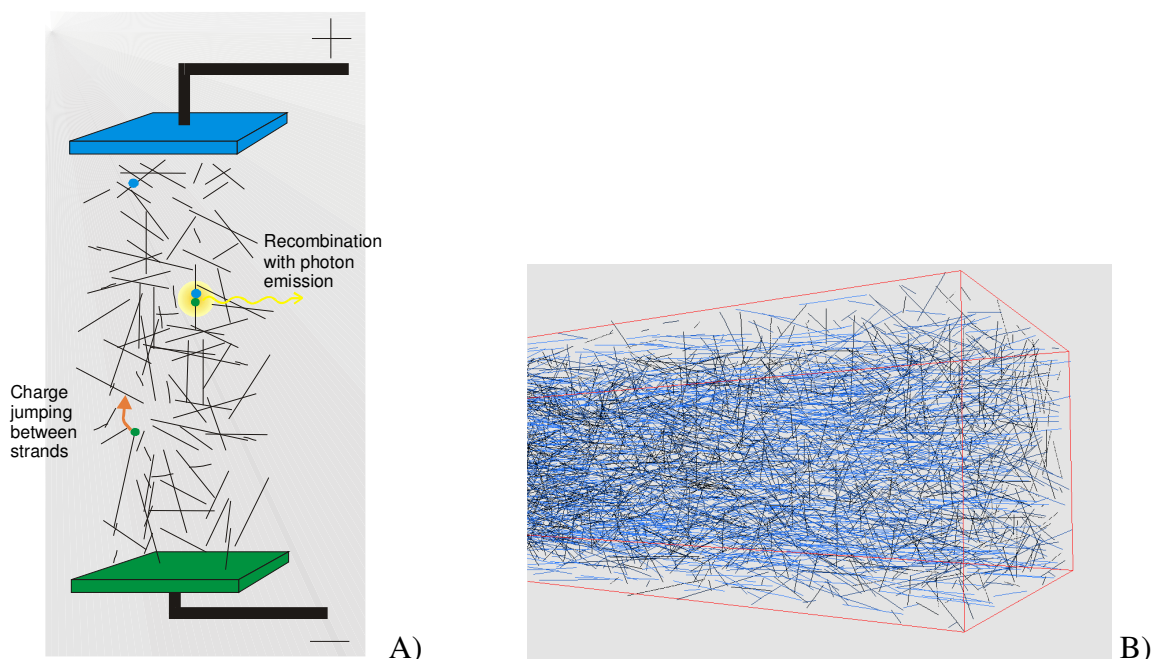 +
Recombination
with photon
emission
Charge
jumping
between
strands
—
A)
B)